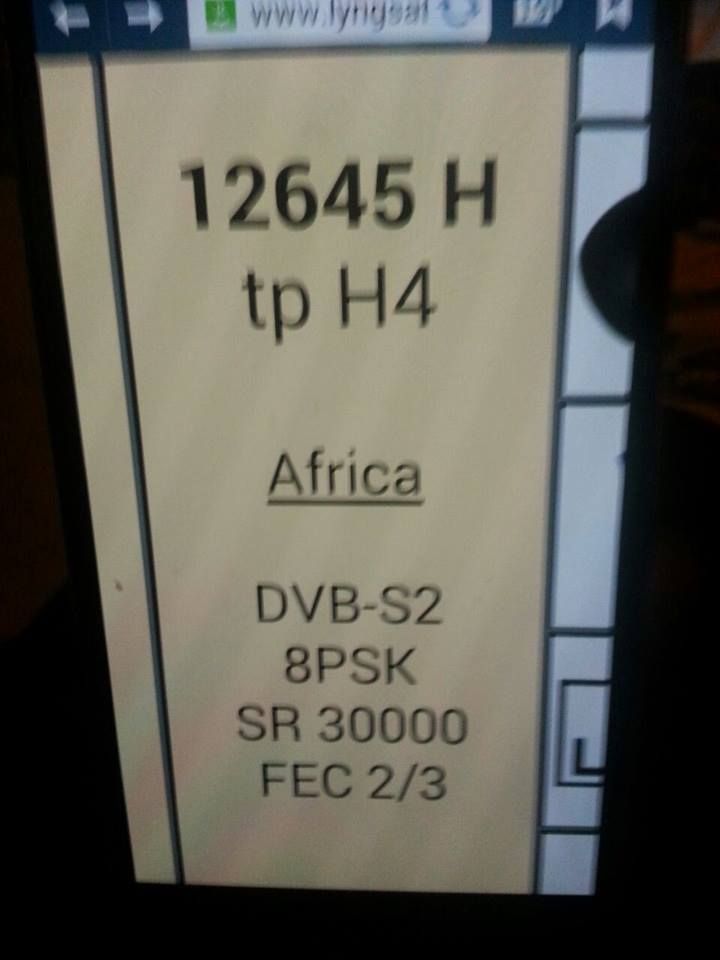 www.lyngsat
12645 H
tp H4
Africa
DVB-S2
8PSK
SR 30000
FEC 2/3